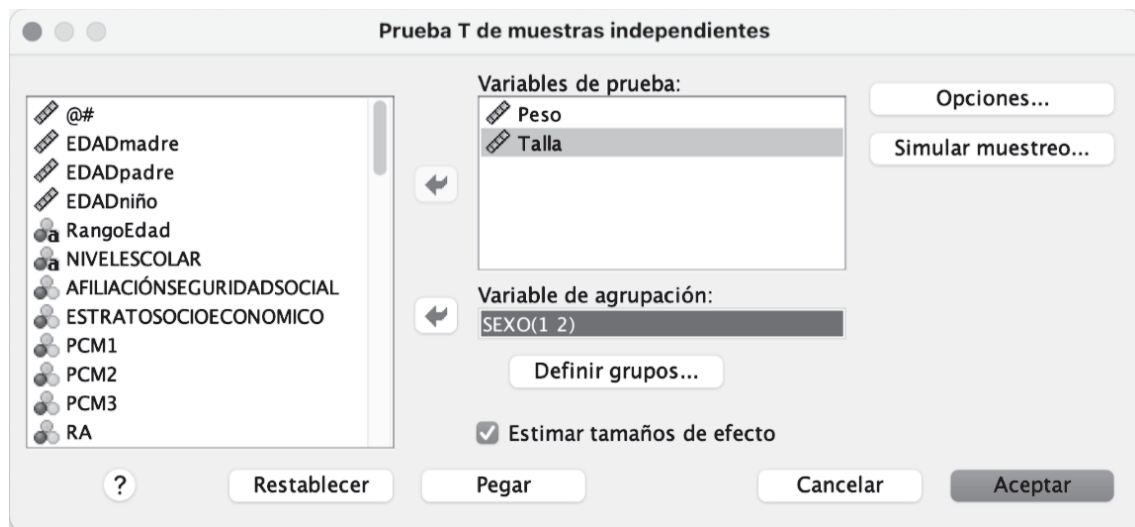 Prueba T de muestras independientes
@#
EDADmadre
EDADpadre
EDADniño
RangoEdad
NIVELESCOLAR
AFILIACIÓNSEGURIDADSOCIAL
ESTRATOSOCIOECONOMICO
PCM1
PCM2
PCM3
RA
Variables de prueba:
Peso
Talla
Variable de agrupación:
SEXO(1 2)
Definir grupos...
Estimar tamaños de efecto
Opciones...
Simular muestreo...
?
Restablecer
Pegar
Cancelar
Aceptar